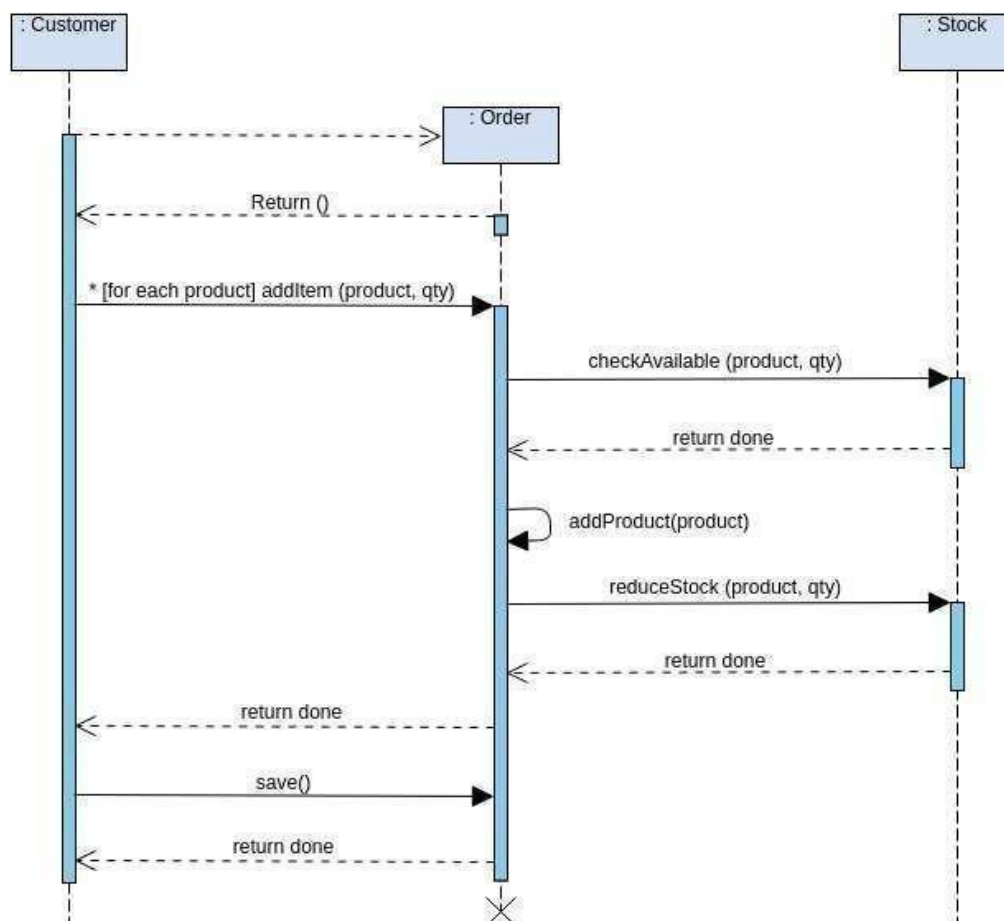 : Customer
: Stock
: Order
Return ()
* [for each product] addItem (product, qty)
checkAvailable (product, qty)
return done
addProduct(product)
reduceStock (product, qty)
return done
return done
save()
return done